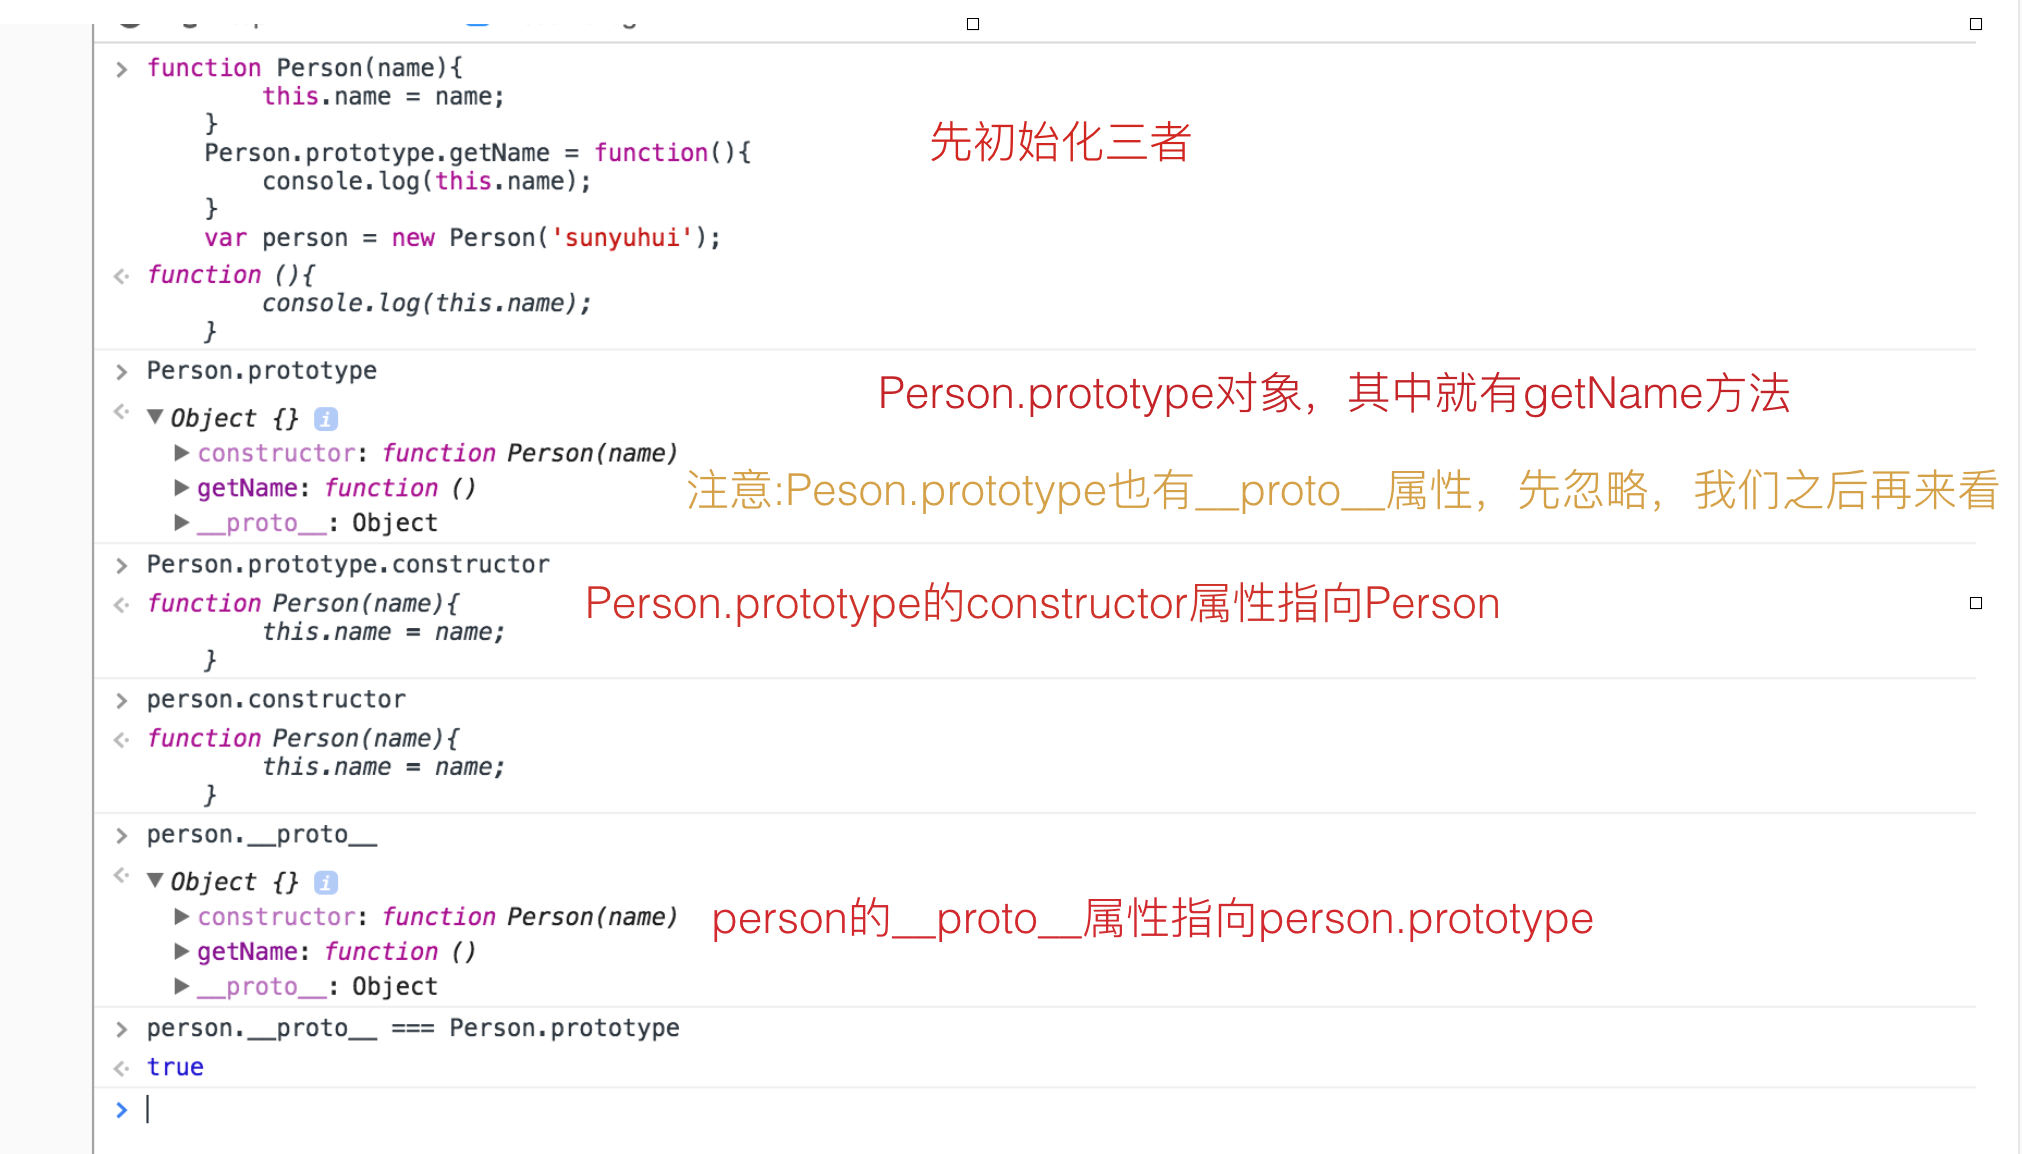 function Person(name){
this.name = name;
}
先初始化三者
Person.prototype.getName = function(){
console.log(this.name);
}
var person = new Person('sunyuhui');
function (){
console.log(this.name);
}
Person.prototype
Person.prototype对象，其中就有getName方法
Object {} i
constructor: function Person(name)
getName: function ()
注意:Peson.prototype也有__proto__属性，先忽略，我们之后再来看
__proto__: Object
Person.prototype.constructor
function Person(name){
Person.prototype的constructor属性指向Person
this.name = name;
}
person.constructor
function Person(name){
this.name = name;
}
person.__proto__
Object {} i
constructor: function Person(name)
person的__proto__属性指向person.prototype
getName: function ()
__proto__: Object
person.__proto__ === Person.prototype
true